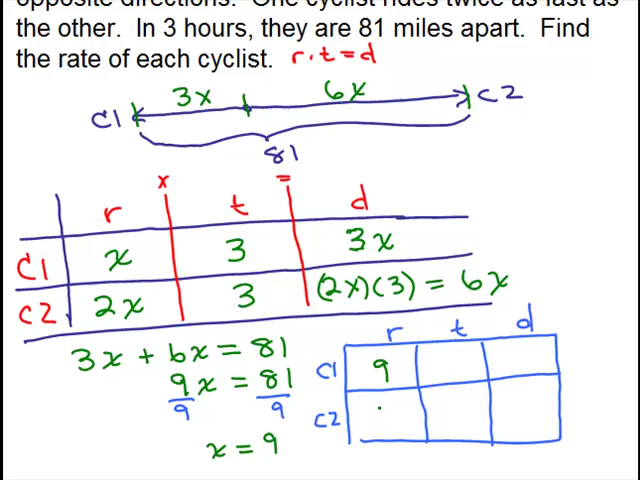 opposite directions. One cyclist rides twice as fast as
the other. In 3 hours, they are 81 miles apart. Find
the rate of each cyclist. r · t = d
3x 6x
C1 C2
81
r x t = d
C1 x 3 3x
C2 2x 3 (2x)(3) = 6x
3x + 6x = 81
9x = 81
9 9
x = 9
r t d
C1 9
C2